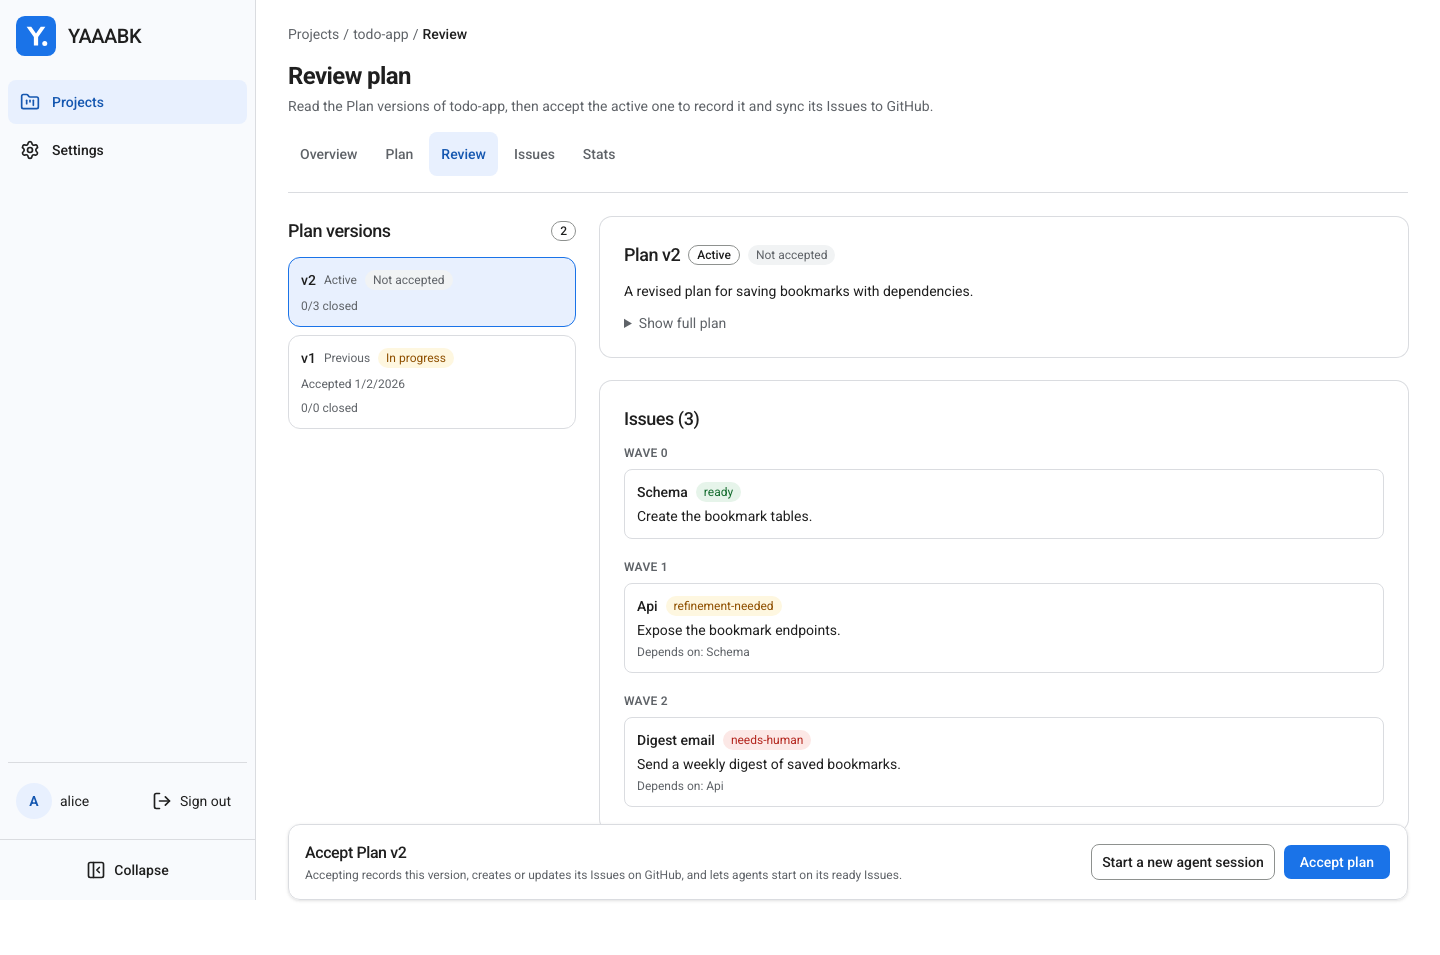 Y. YAAABK
Projects
Settings
A alice Sign out
Collapse
Projects / todo-app / Review
Review plan
Read the Plan versions of todo-app, then accept the active one to record it and sync its Issues to GitHub.
Overview Plan Review Issues Stats
Plan versions 2
v2 Active Not accepted
0/3 closed
v1 Previous In progress
Accepted 1/2/2026
0/0 closed
Plan v2 Active Not accepted
A revised plan for saving bookmarks with dependencies.
Show full plan
Issues (3)
WAVE 0
Schema ready
Create the bookmark tables.
WAVE 1
Api refinement-needed
Expose the bookmark endpoints.
Depends on: Schema
WAVE 2
Digest email needs-human
Send a weekly digest of saved bookmarks.
Depends on: Api
Accept Plan v2
Accepting records this version, creates or updates its Issues on GitHub, and lets agents start on its ready Issues.
Start a new agent session Accept plan